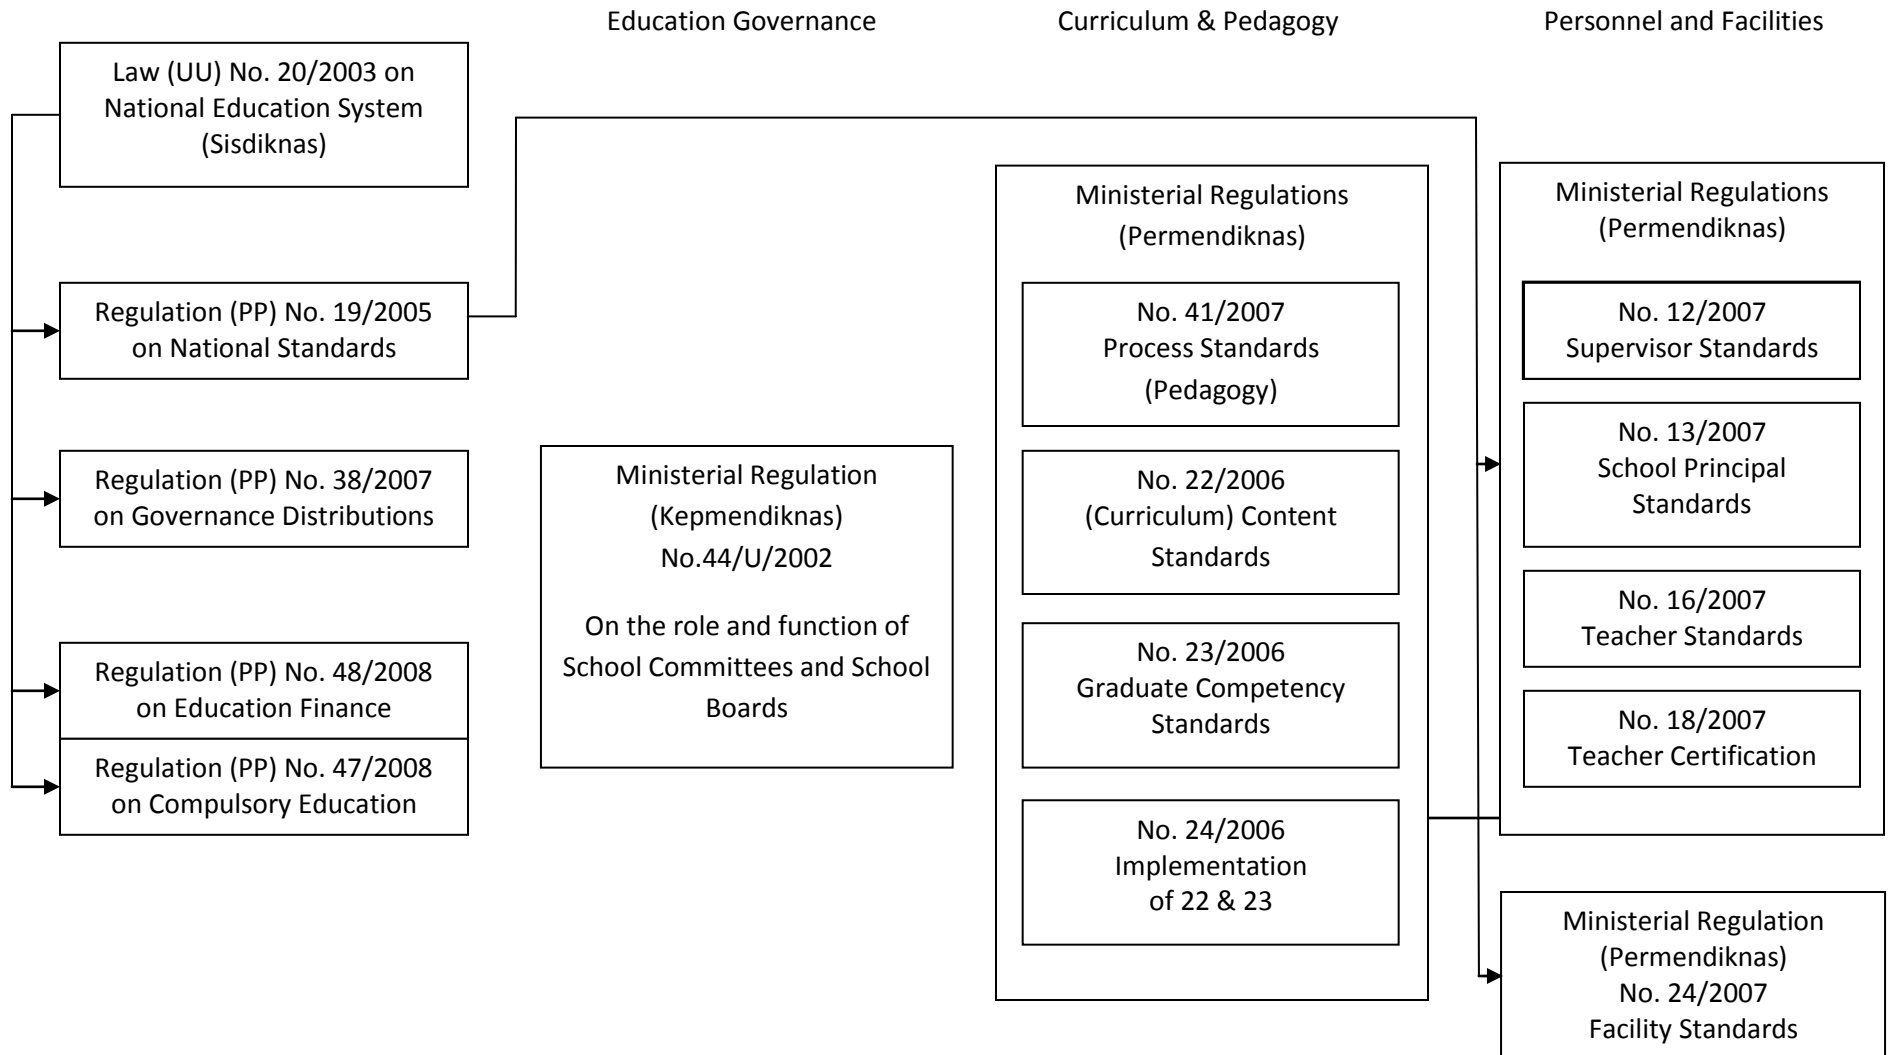 Education Governance
Curriculum & Pedagogy
Personnel and Facilities
Law (UU) No. 20/2003 on
National Education System
(Sisdiknas)
Regulation (PP) No. 19/2005
on National Standards
Regulation (PP) No. 38/2007
on Governance Distributions
Regulation (PP) No. 48/2008
on Education Finance
Regulation (PP) No. 47/2008
on Compulsory Education
Ministerial Regulation
(Kepmendiknas)
No.44/U/2002
On the role and function of
School Committees and School
Boards
Ministerial Regulations
(Permendiknas)
No. 41/2007
Process Standards
(Pedagogy)
No. 22/2006
(Curriculum) Content
Standards
No. 23/2006
Graduate Competency
Standards
No. 24/2006
Implementation
of 22 & 23
Ministerial Regulations
(Permendiknas)
No. 12/2007
Supervisor Standards
No. 13/2007
School Principal
Standards
No. 16/2007
Teacher Standards
No. 18/2007
Teacher Certification
Ministerial Regulation
(Permendiknas)
No. 24/2007
Facility Standards